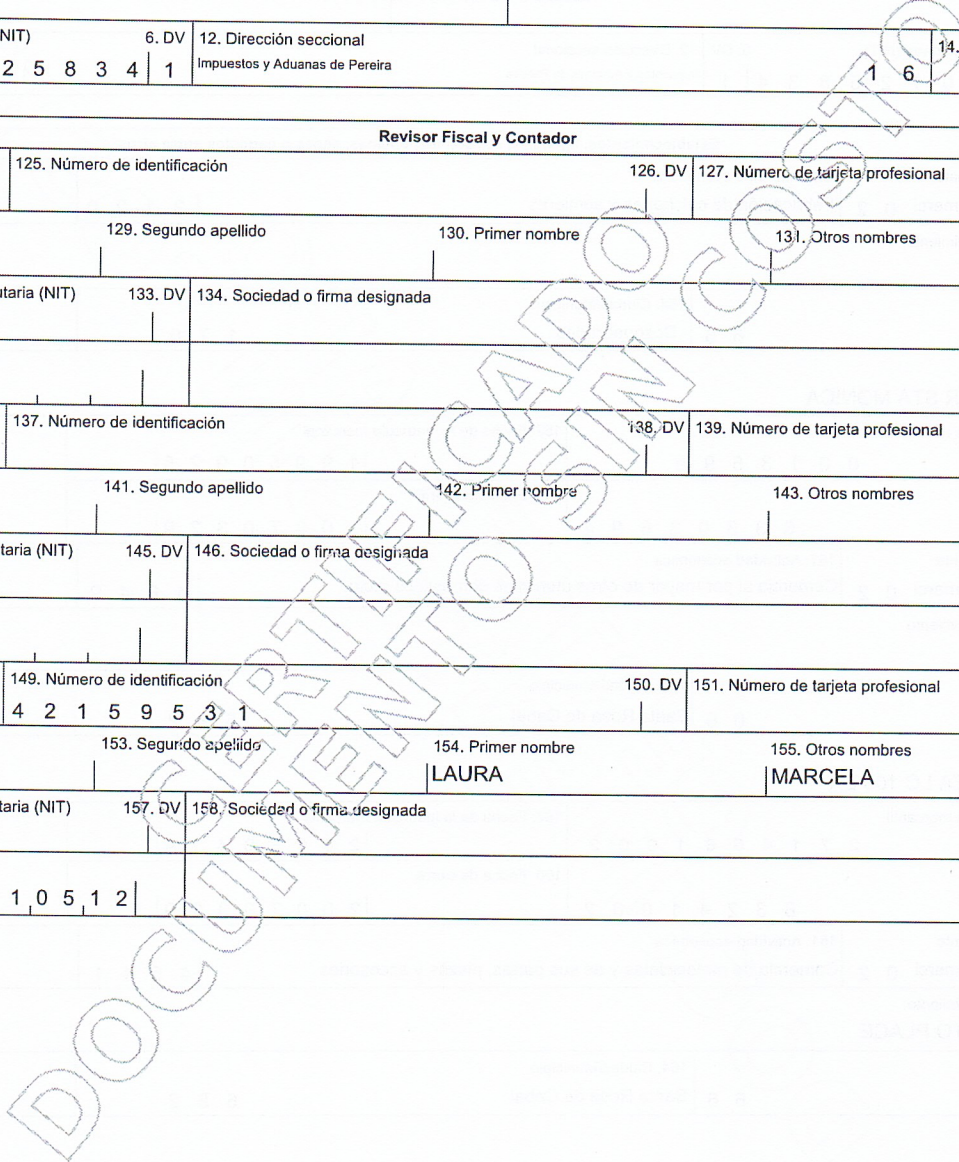 NIT) 6. DV 12. Dirección seccional 14.
2 5 8 3 4 1 Impuestos y Aduanas de Pereira 1 6
Revisor Fiscal y Contador
125. Número de identificación 126. DV 127. Número de tarjeta profesional
129. Segundo apellido 130. Primer nombre 131. Otros nombres
utaria (NIT) 133. DV 134. Sociedad o firma designada
137. Número de identificación 138. DV 139. Número de tarjeta profesional
141. Segundo apellido 142. Primer nombre 143. Otros nombres
taria (NIT) 145. DV 146. Sociedad o firma designada
149. Número de identificación 150. DV 151. Número de tarjeta profesional
4 2 1 5 9 5 3 1
153. Segundo apellido 154. Primer nombre 155. Otros nombres
LAURA MARCELA
taria (NIT) 157. DV 158. Sociedad o firma designada
1 0 5 1 2
CERTIFICADO
DOCUMENTO SIN COSTO